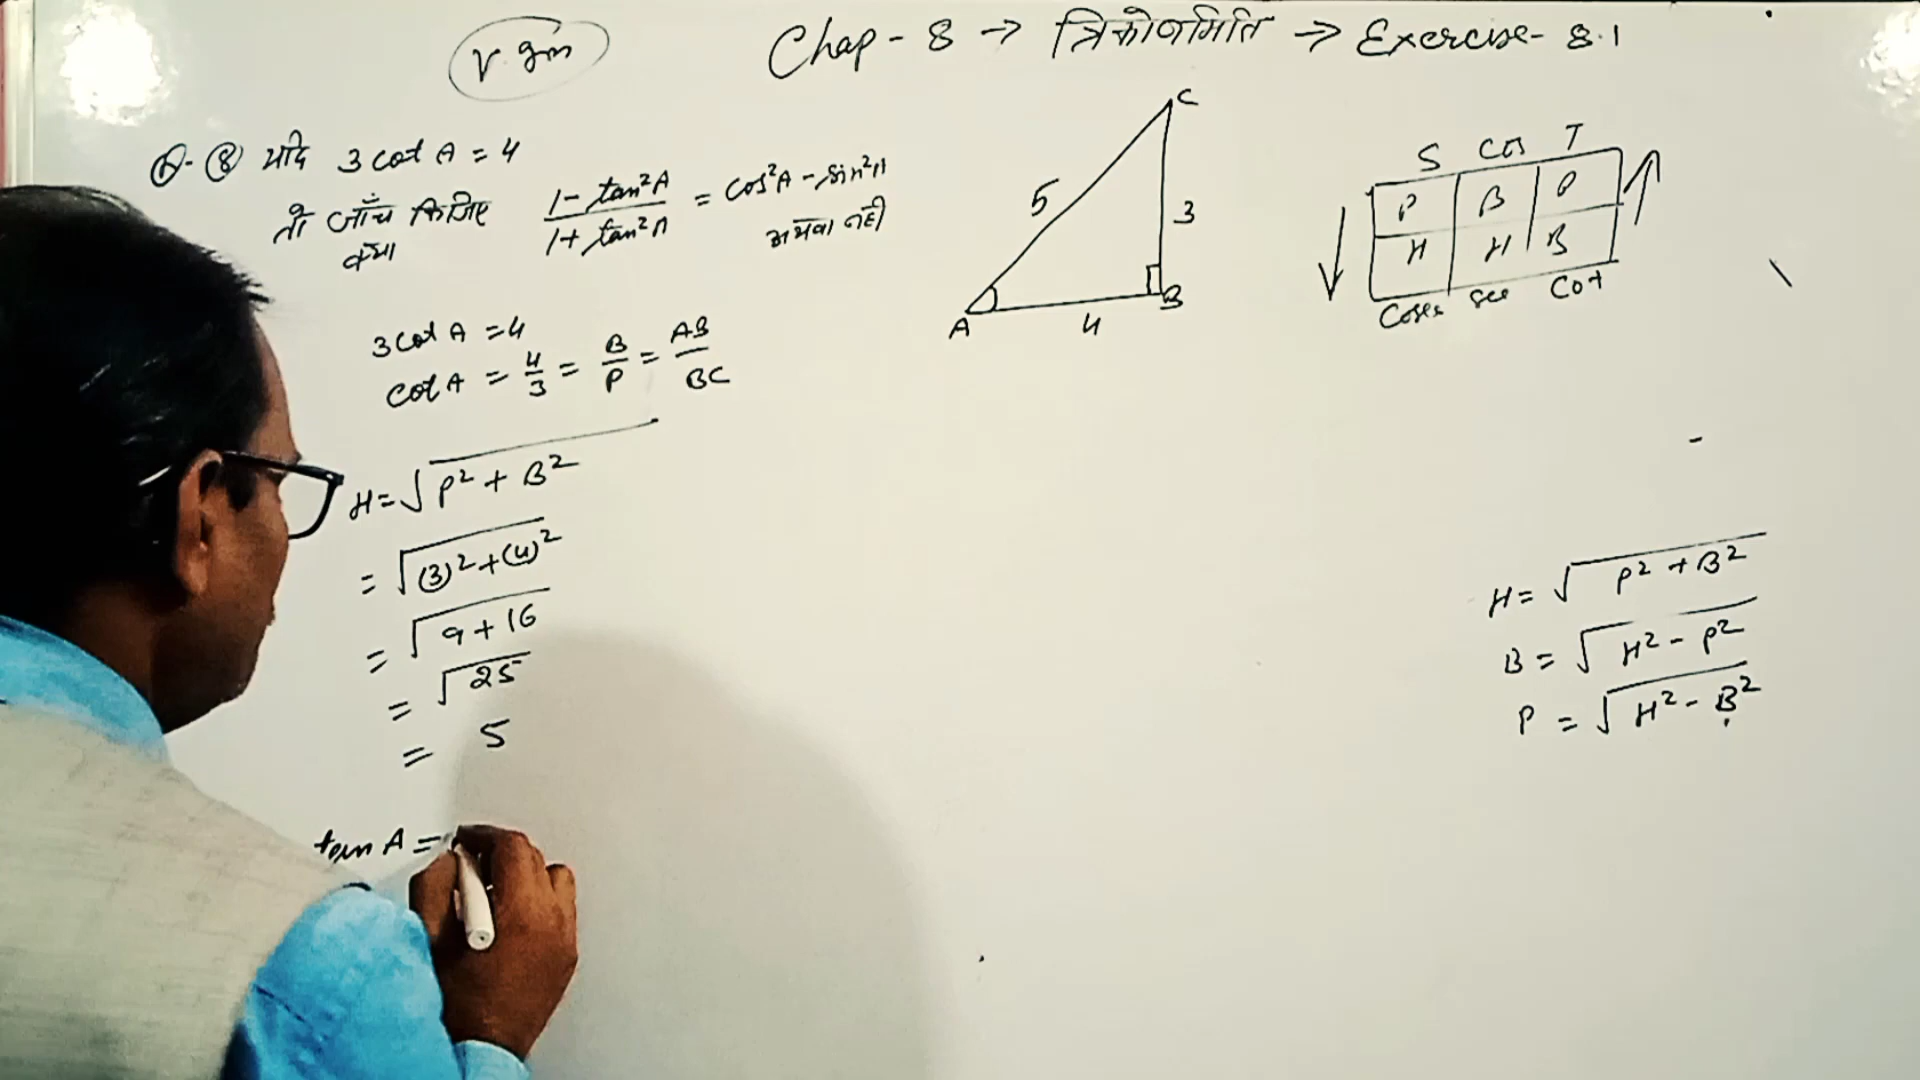 Chap - 8 → त्रिकोणमिति → Exercise - 8.1
Q - 8 यदि 3 cot A = 4
तो जाँच किजिए (1 - tan²A)/(1 + tan²A) = cos²A - sin²A
क्या अथवा नही
3 cot A = 4
cot A = 4/3 = B/P = AB/BC
H = √(P² + B²)
= √((3)² + (4)²)
= √(9 + 16)
= √25
= 5
tan A =
C
5
3
A
4
B
S Cos T
P B P
H H B
Cosec Sec Cot
H = √(P² + B²)
B = √(H² - P²)
P = √(H² - B²)